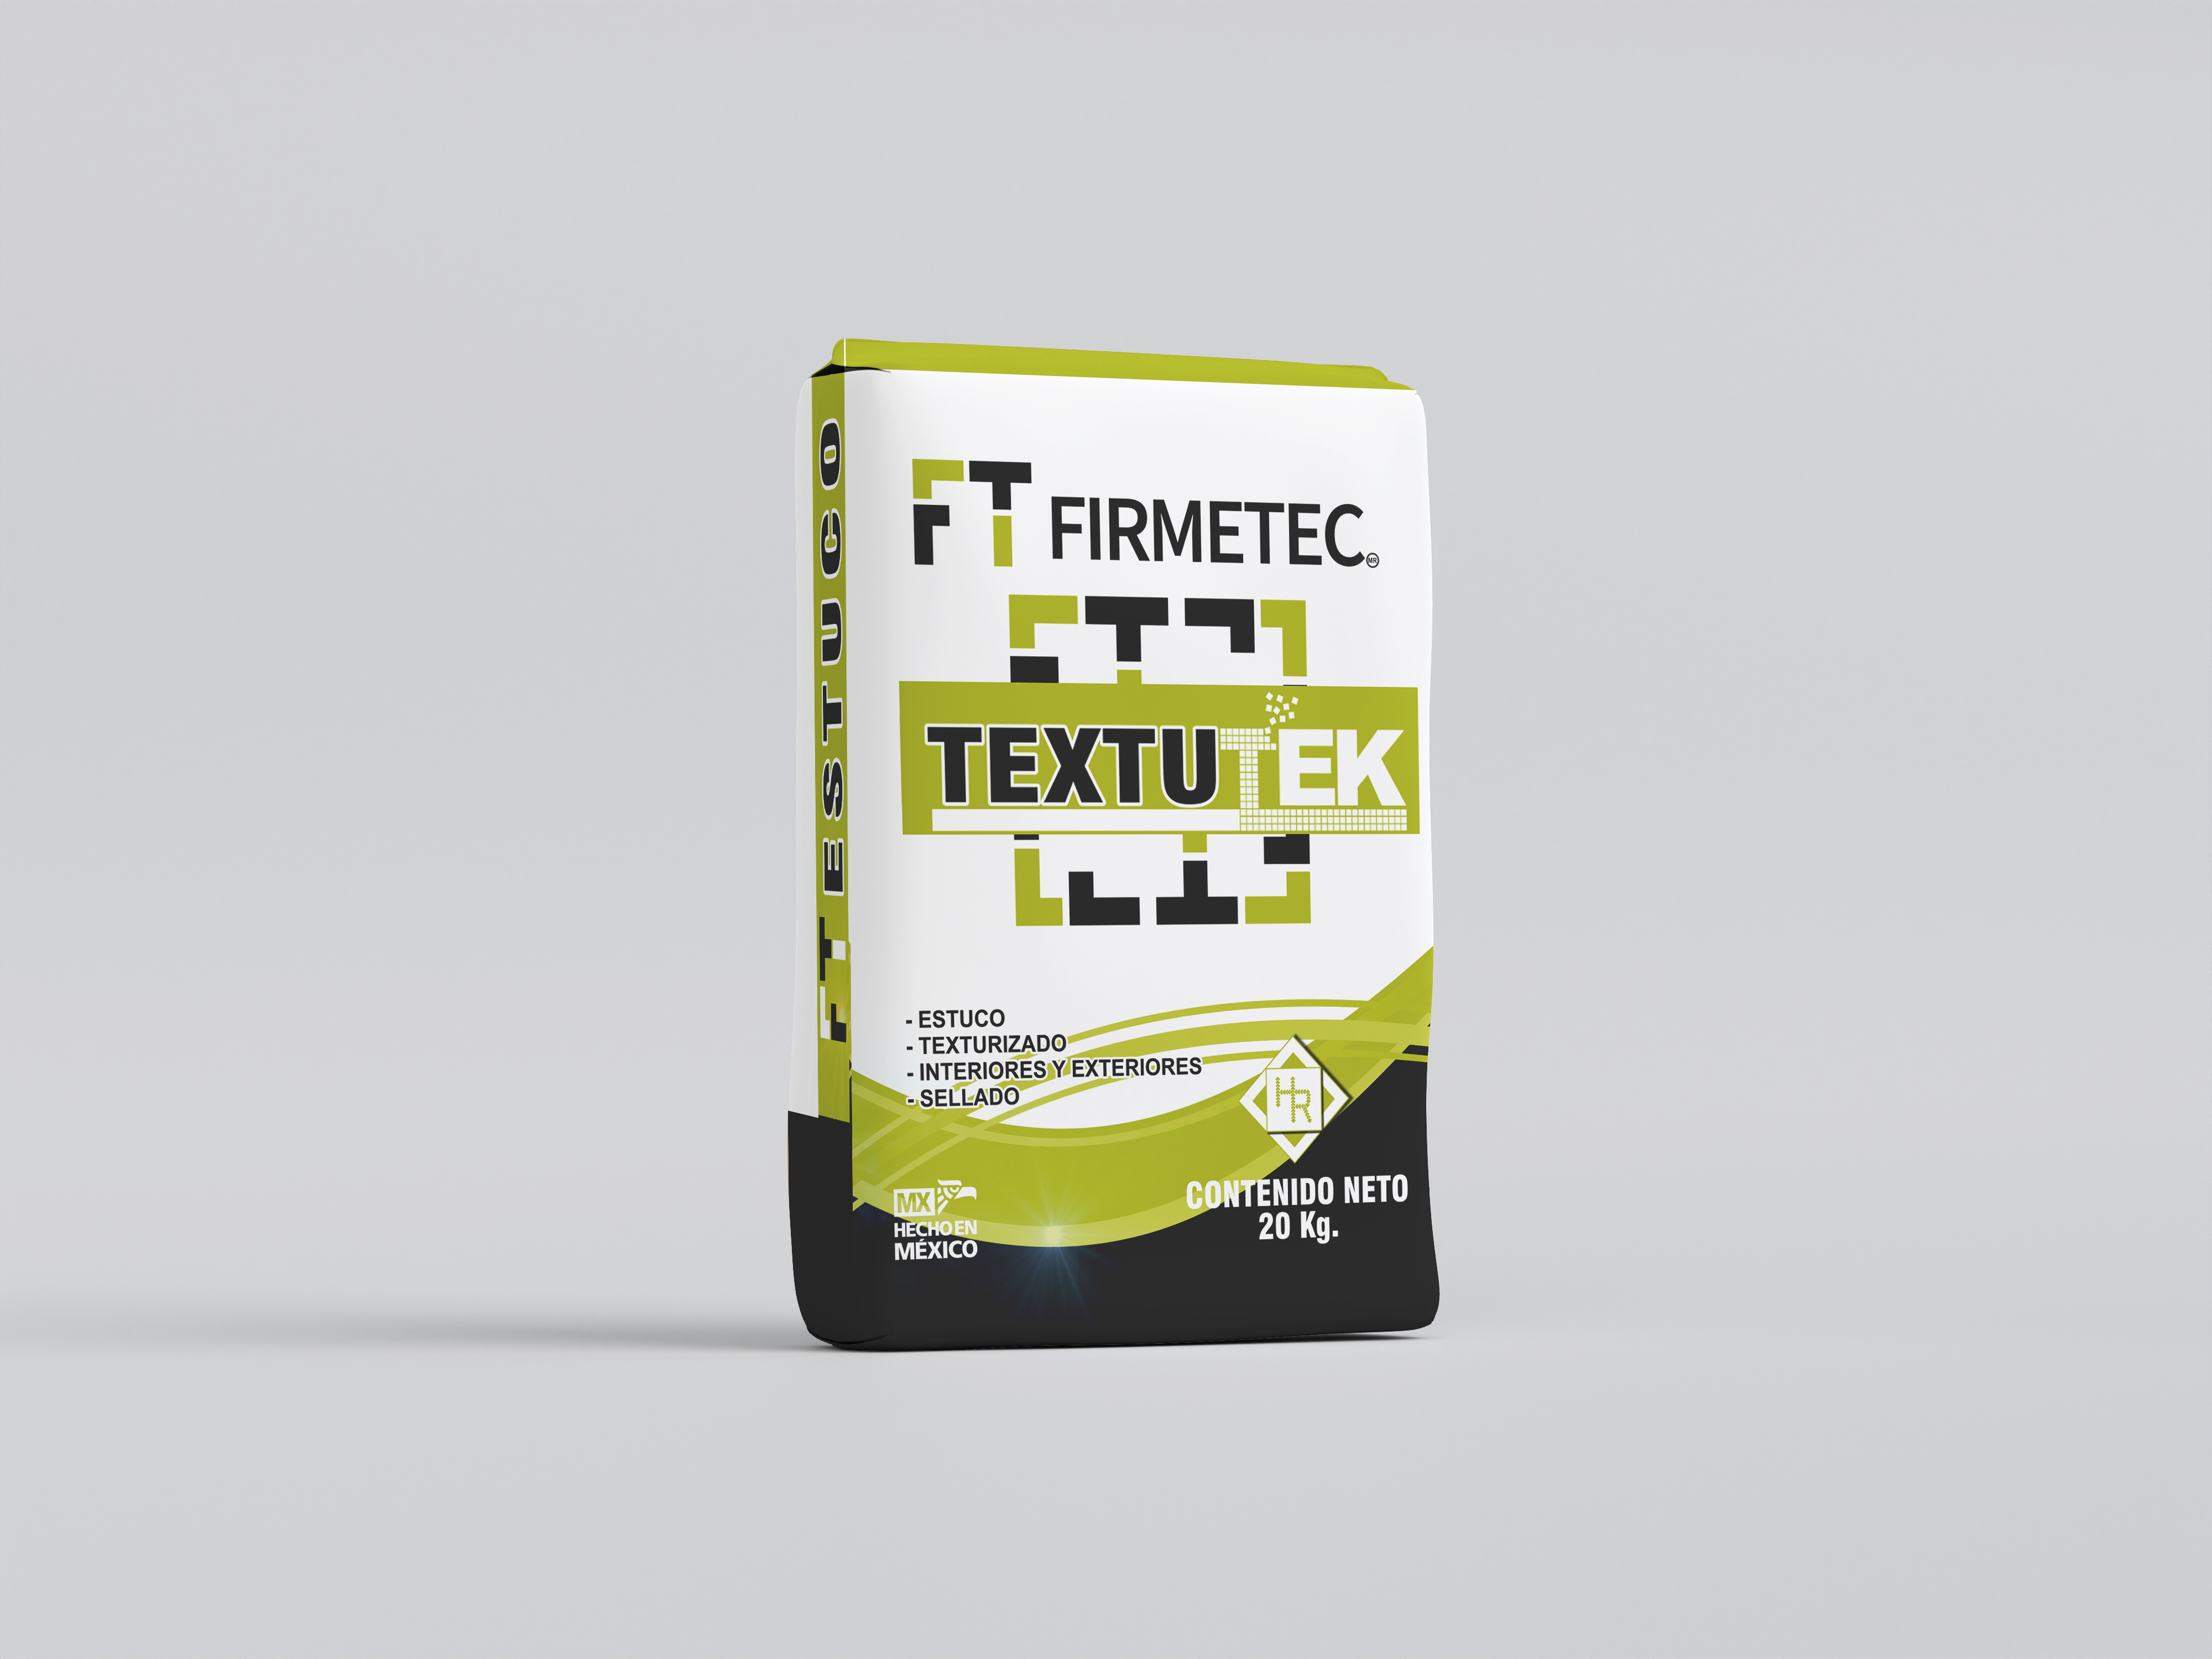 FT FIRMETEC MR
TEXTUTEK
- ESTUCO
- TEXTURIZADO
- INTERIORES Y EXTERIORES
- SELLADO
HR
MX
HECHO EN
MÉXICO
CONTENIDO NETO
20 Kg.
FT ESTUCO